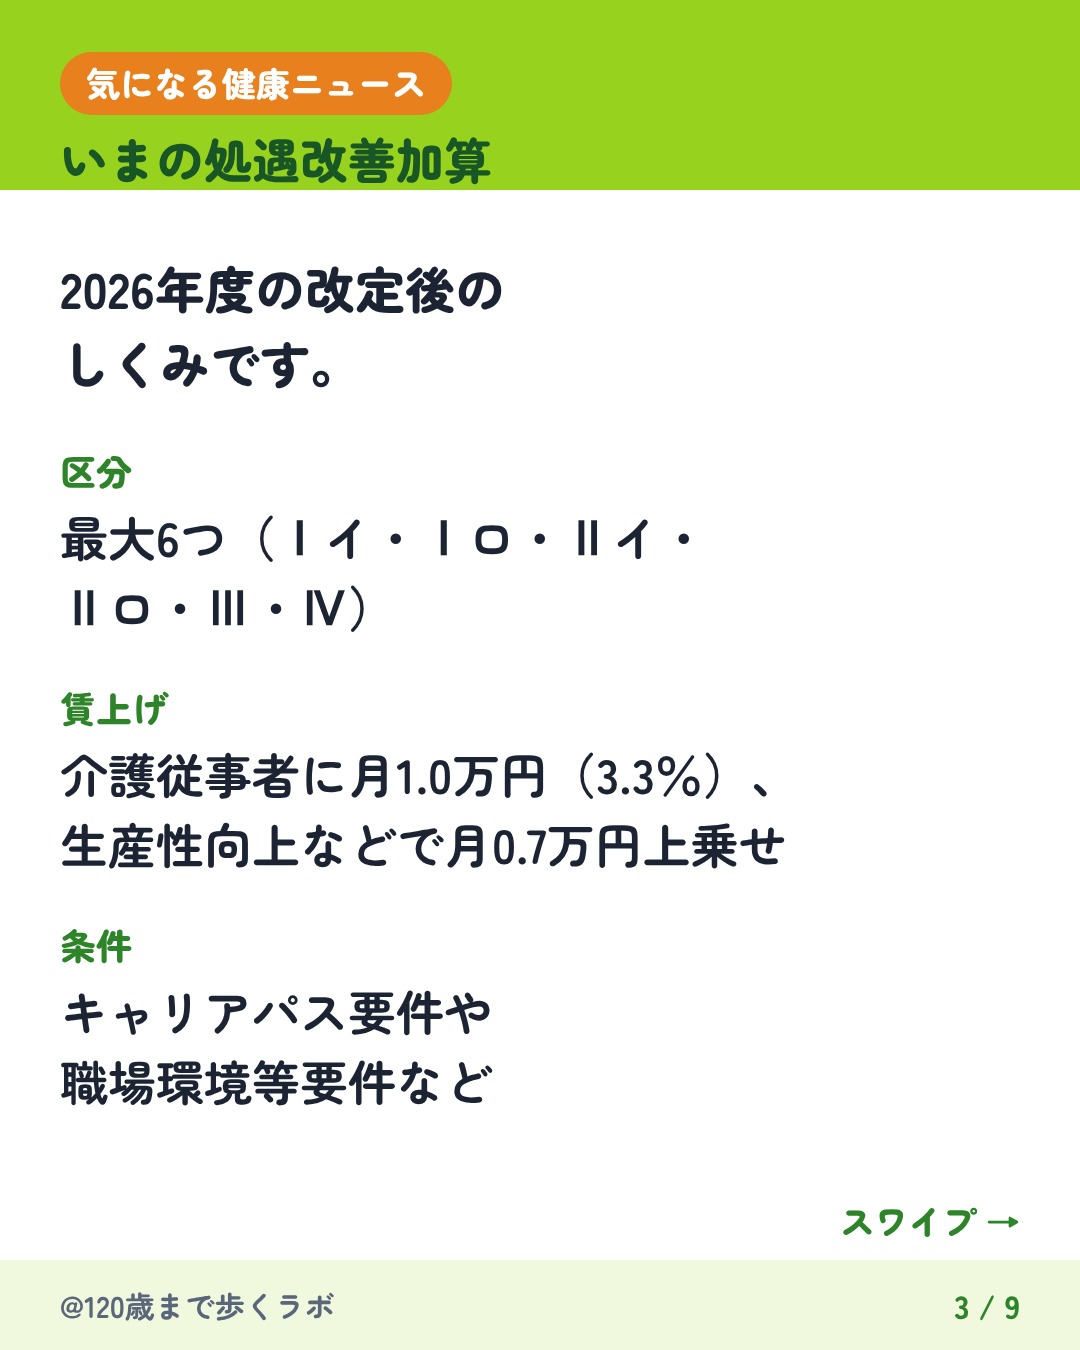 気になる健康ニュース
いまの処遇改善加算
2026年度の改定後の
しくみです。
区分
最大6つ（Ⅰイ・Ⅰロ・Ⅱイ・
Ⅱロ・Ⅲ・Ⅳ）
賃上げ
介護従事者に月1.0万円（3.3％）、
生産性向上などで月0.7万円上乗せ
条件
キャリアパス要件や
職場環境等要件など
スワイプ →
@120歳まで歩くラボ
3 / 9